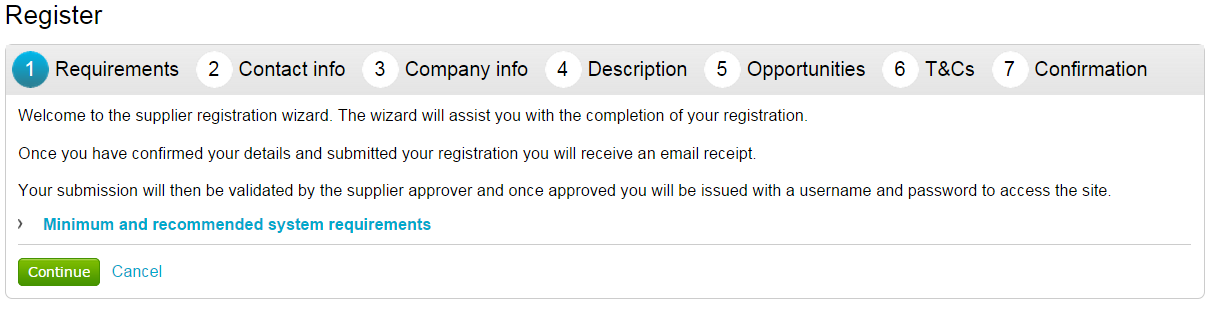 Register
1 Requirements 2 Contact info 3 Company info 4 Description 5 Opportunities 6 T&Cs 7 Confirmation
Welcome to the supplier registration wizard. The wizard will assist you with the completion of your registration.
Once you have confirmed your details and submitted your registration you will receive an email receipt.
Your submission will then be validated by the supplier approver and once approved you will be issued with a username and password to access the site.
Minimum and recommended system requirements
Continue Cancel